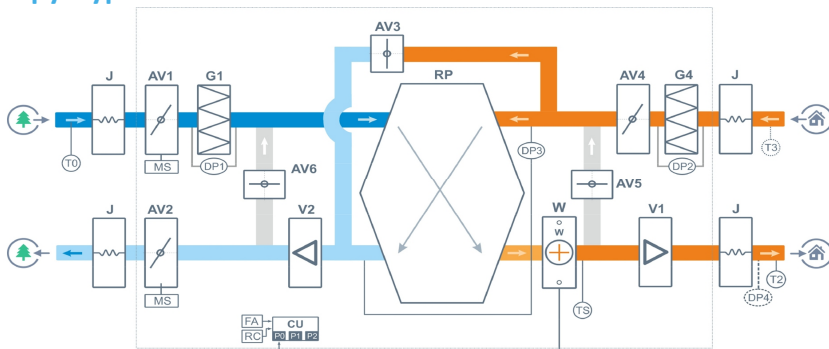 AV3
J
AV1
G1
RP
AV4
G4
J
T0
MS
DP1
DP3
DP2
T3
AV6
AV5
J
AV2
V2
W
W
V1
J
MS
TS
DP4
T2
FA
CU
RC
P0 P1 P2